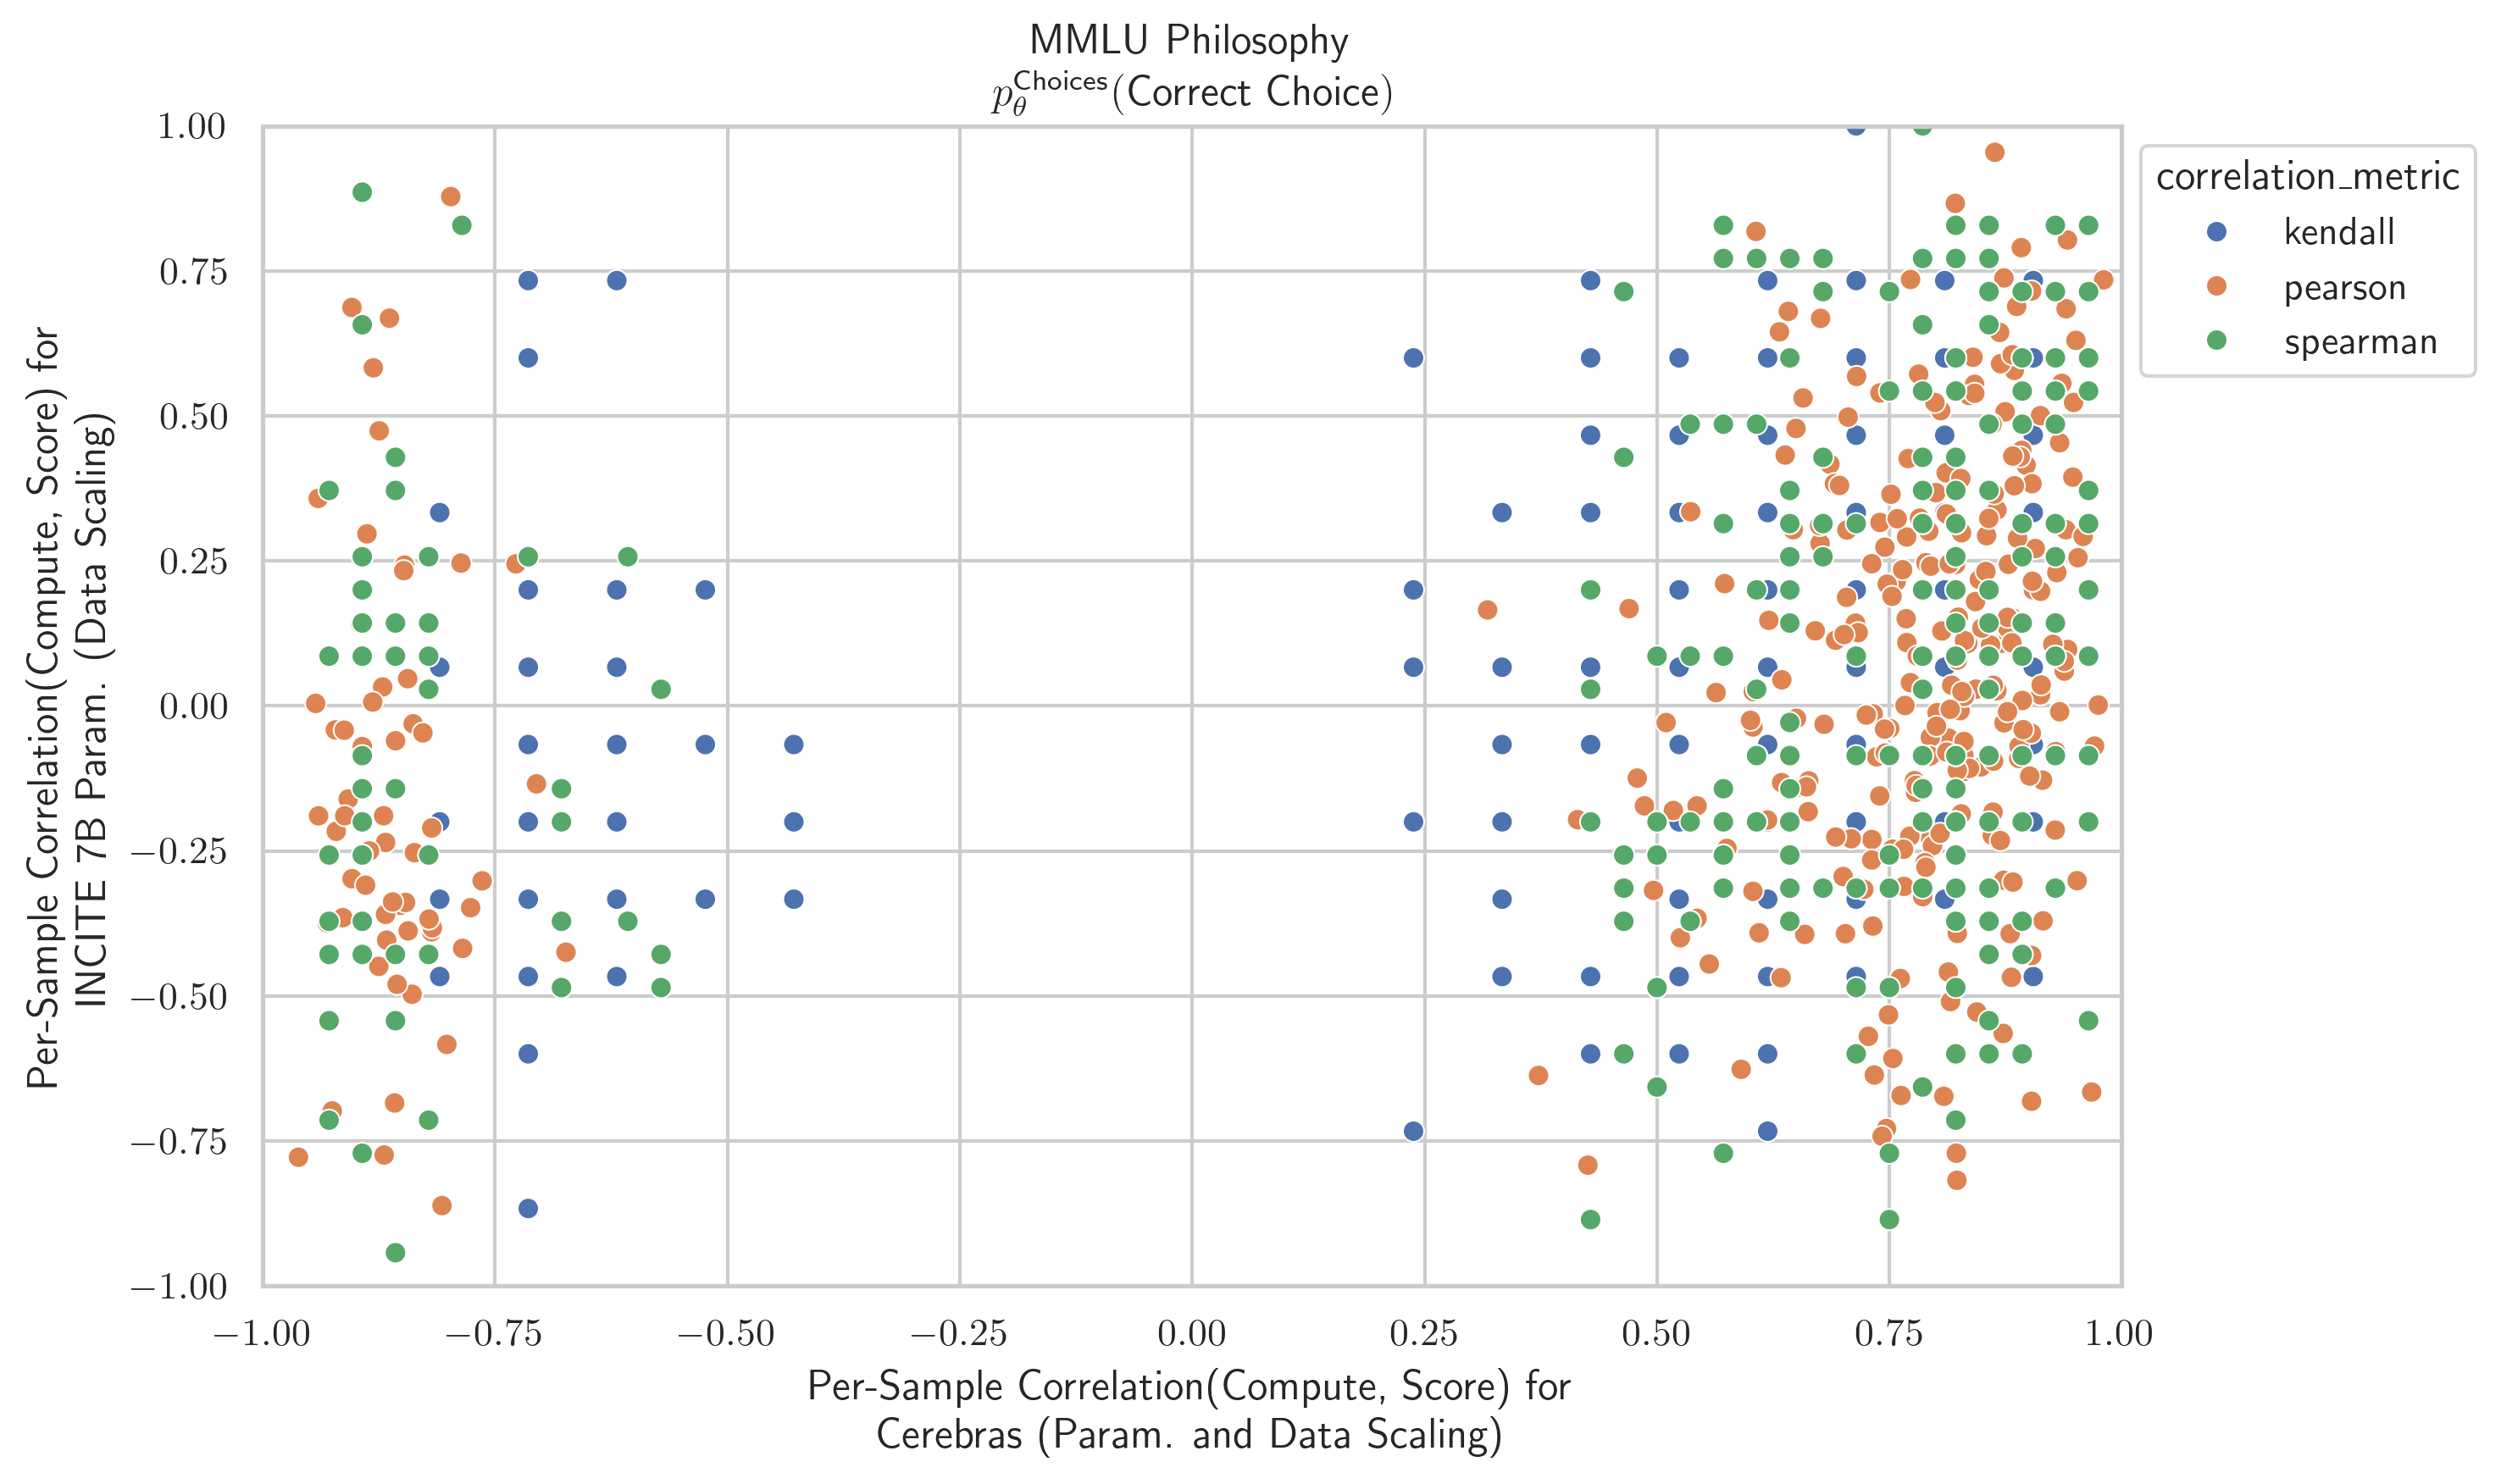 MMLU Philosophy
p_θ^Choices(Correct Choice)
1.00
0.75
0.50
0.25
0.00
−0.25
−0.50
−0.75
−1.00
Per-Sample Correlation(Compute, Score) for
INCITE 7B Param. (Data Scaling)
−1.00 −0.75 −0.50 −0.25 0.00 0.25 0.50 0.75 1.00
Per-Sample Correlation(Compute, Score) for
Cerebras (Param. and Data Scaling)
correlation_metric
kendall
pearson
spearman